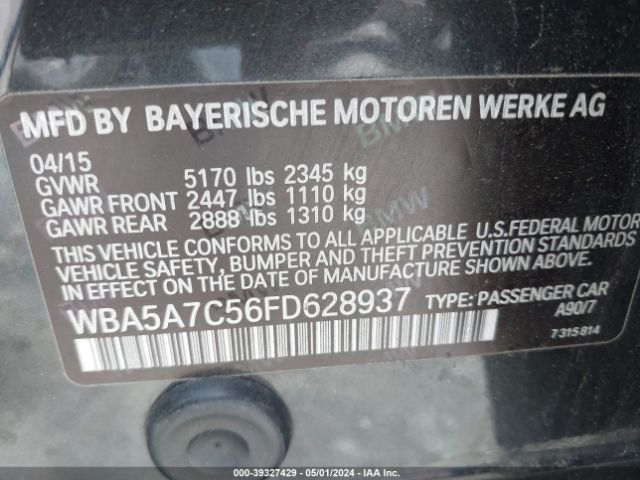 MFD BY BAYERISCHE MOTOREN WERKE AG
04/15
GVWR 5170 lbs 2345 kg
GAWR FRONT 2447 lbs 1110 kg
GAWR REAR 2888 lbs 1310 kg
THIS VEHICLE CONFORMS TO ALL APPLICABLE U.S.FEDERAL MOTOR
VEHICLE SAFETY, BUMPER AND THEFT PREVENTION STANDARDS
IN EFFECT ON THE DATE OF MANUFACTURE SHOWN ABOVE.
WBA5A7C56FD628937 TYPE: PASSENGER CAR
A90/7
7315814
000-39327429 - 05/01/2024 - IAA Inc.